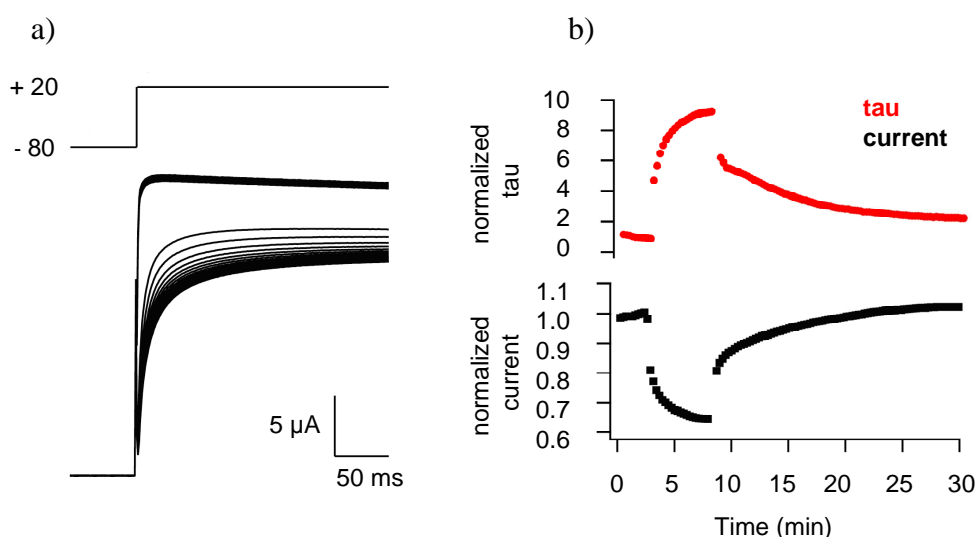 a)
+ 20
- 80
5 µA
50 ms
b)
tau
current
normalized
tau
10
8
6
4
2
0
normalized
current
1.1
1.0
0.9
0.8
0.7
0.6
0 5 10 15 20 25 30
Time (min)